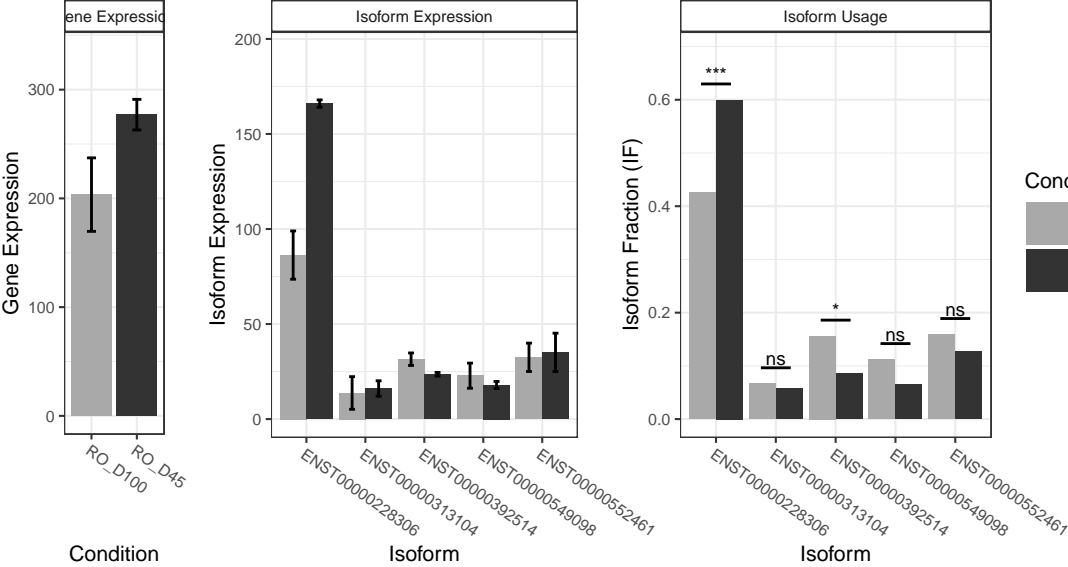 ene Expressio
Gene Expression
300
200
100
0
RO_D100
RO_D45
Condition
Isoform Expression
Isoform Expression
200
150
100
50
0
ENST00000228306
ENST00000313104
ENST00000392514
ENST00000549098
ENST00000552461
Isoform
Isoform Usage
Isoform Fraction (IF)
0.6
0.4
0.2
0.0
***
ns
*
ns
ns
ENST00000228306
ENST00000313104
ENST00000392514
ENST00000549098
ENST00000552461
Isoform
Cond